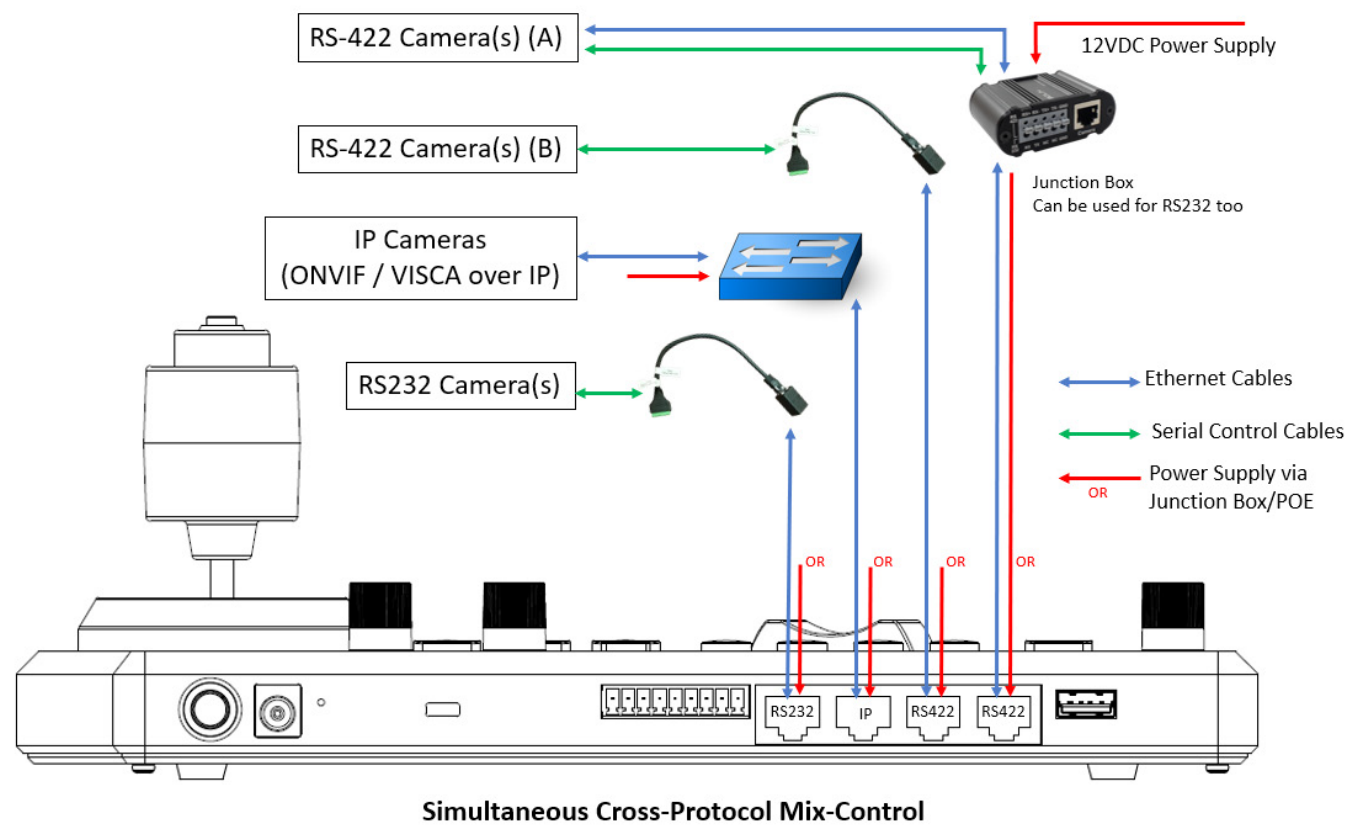 RS-422 Camera(s) (A)
12VDC Power Supply
RS-422 Camera(s) (B)
Camera
Junction Box
Can be used for RS232 too
IP Cameras
(ONVIF / VISCA over IP)
RS232 Camera(s)
Ethernet Cables
Serial Control Cables
Power Supply via
OR
Junction Box/POE
OR
OR
OR
OR
RS232
IP
RS422
RS422
Simultaneous Cross-Protocol Mix-Control